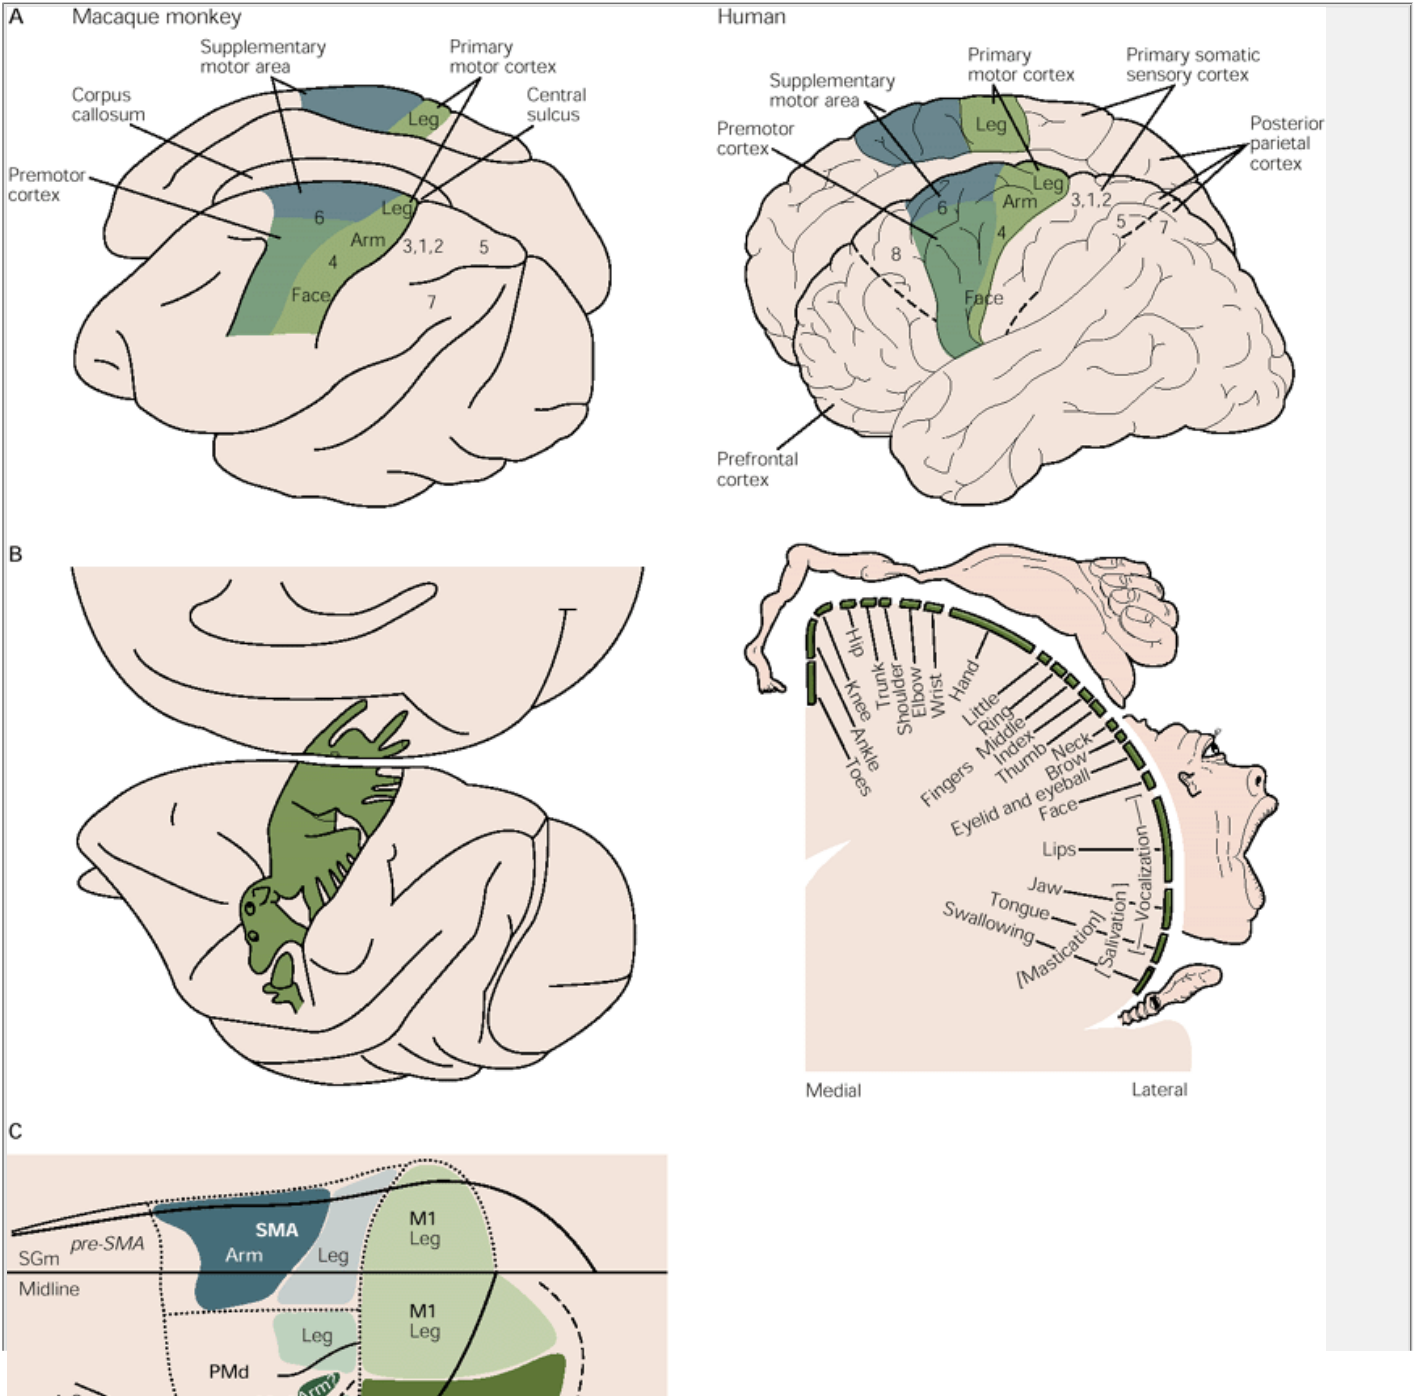 A
Macaque monkey
Supplementary
motor area
Primary
motor cortex
Corpus
callosum
Central
sulcus
Premotor
cortex
Leg
6
Leg
Arm
3,1,2
5
4
Face
7
Human
Primary
motor cortex
Primary somatic
sensory cortex
Supplementary
motor area
Premotor
cortex
Posterior
parietal
cortex
Leg
Leg
Arm
3,1,2
6
4
5
7
8
Face
Prefrontal
cortex
B
Hip
Trunk
Shoulder
Elbow
Wrist
Hand
Little
Ring
Middle
Index
Thumb
Fingers
Neck
Brow
Eyelid and eyeball
Face
Knee
Ankle
Toes
Lips
Jaw
Tongue
Swallowing
[Mastication]
[Salivation]
[—Vocalization—]
Medial
Lateral
C
SMA
pre-SMA
Arm
Leg
M1
Leg
SGm
Midline
M1
Leg
Leg
PMd
Arm?